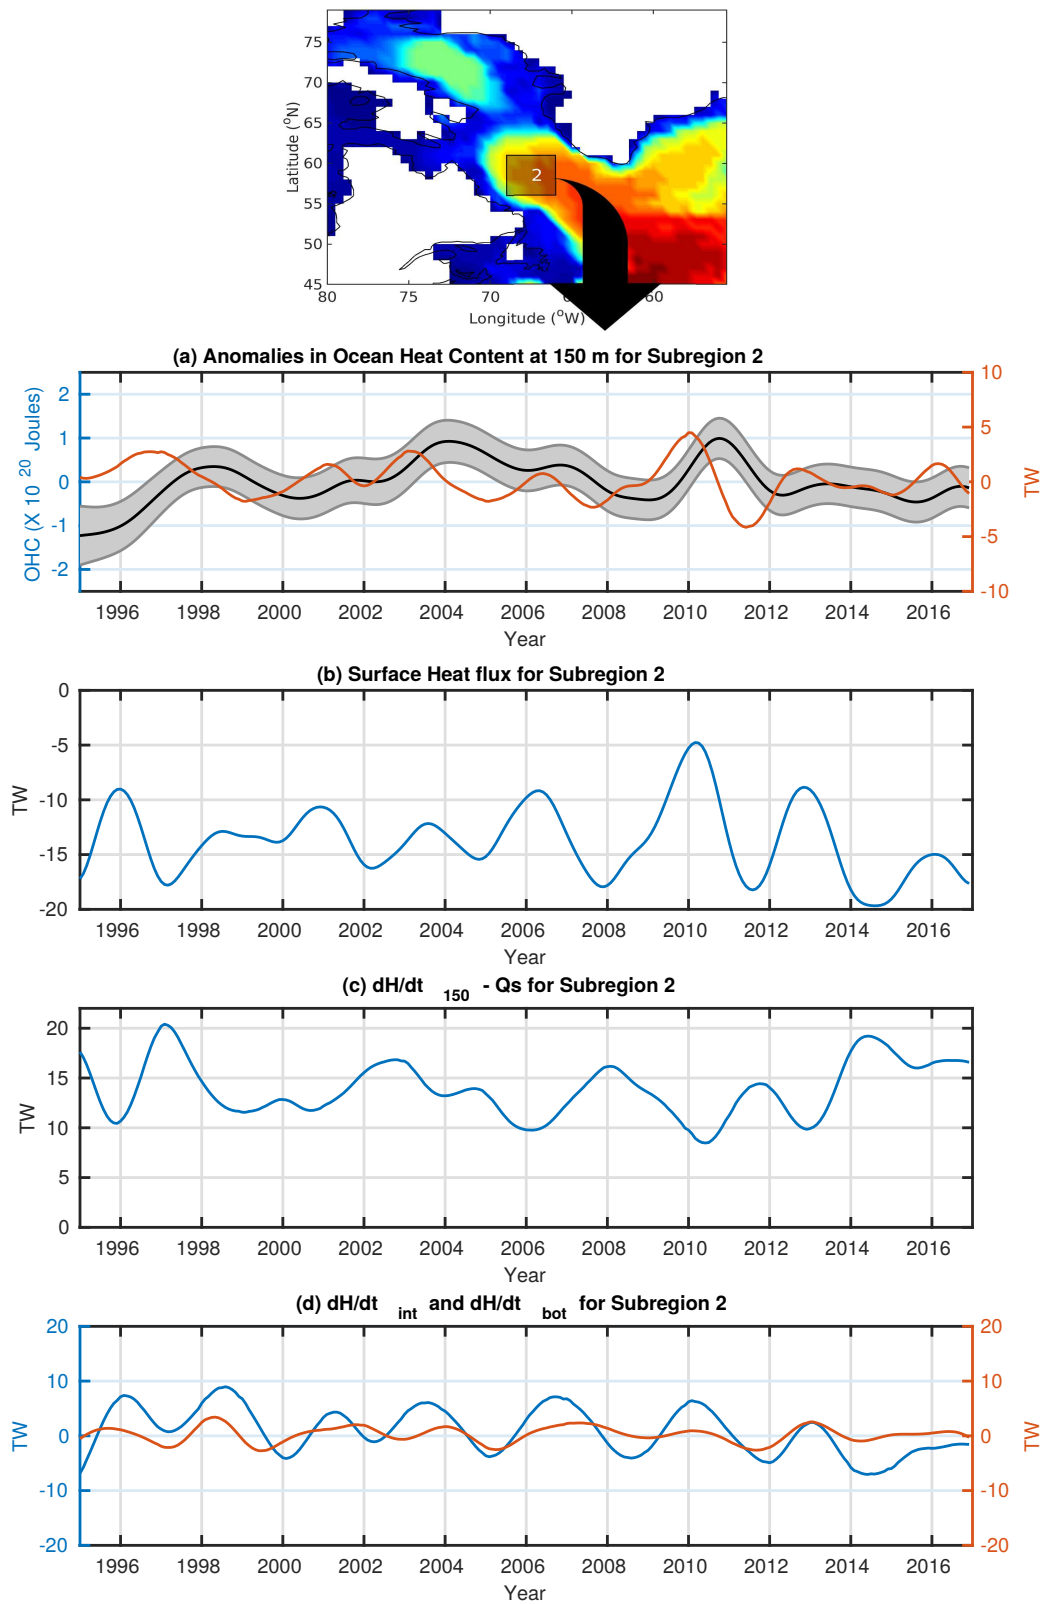 75
70
65
60
55
50
45
Latitude (°N)
2
80 75 70 60
Longitude (°W)
(a) Anomalies in Ocean Heat Content at 150 m for Subregion 2
OHC (X 10 20 Joules)
2
1
0
-1
-2
10
5
0
-5
-10
TW
1996 1998 2000 2002 2004 2006 2008 2010 2012 2014 2016
Year
(b) Surface Heat flux for Subregion 2
TW
0
-5
-10
-15
-20
1996 1998 2000 2002 2004 2006 2008 2010 2012 2014 2016
Year
(c) dH/dt 150 - Qs for Subregion 2
TW
20
15
10
5
0
1996 1998 2000 2002 2004 2006 2008 2010 2012 2014 2016
Year
(d) dH/dt int and dH/dt bot for Subregion 2
TW
20
10
0
-10
-20
20
10
0
-10
-20
TW
1996 1998 2000 2002 2004 2006 2008 2010 2012 2014 2016
Year